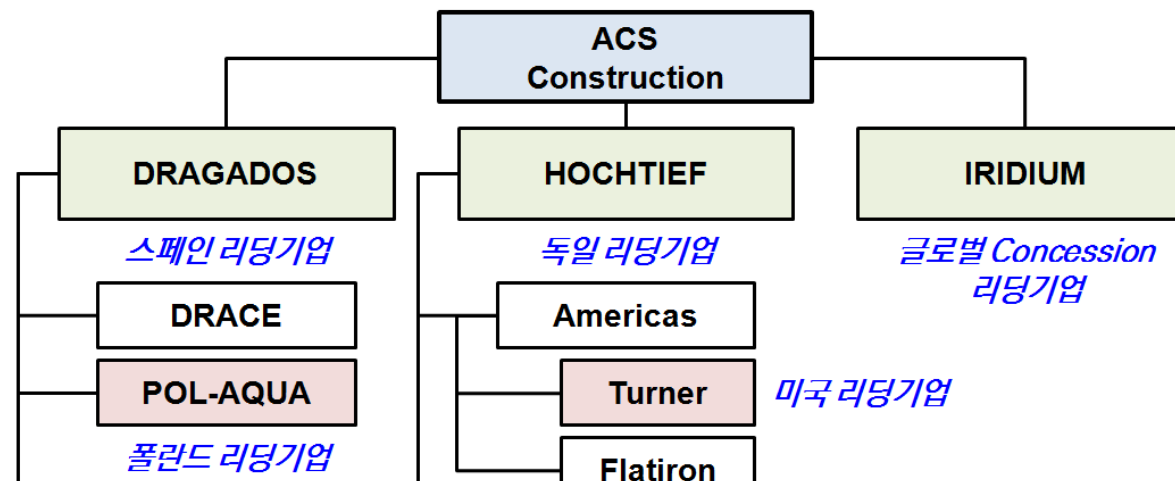 ACS
Construction
DRAGADOS
HOCHTIEF
IRIDIUM
스페인 리딩기업
독일 리딩기업
글로벌 Concession
리딩기업
DRACE
Americas
POL-AQUA
Turner
미국 리딩기업
폴란드 리딩기업
Flatiron